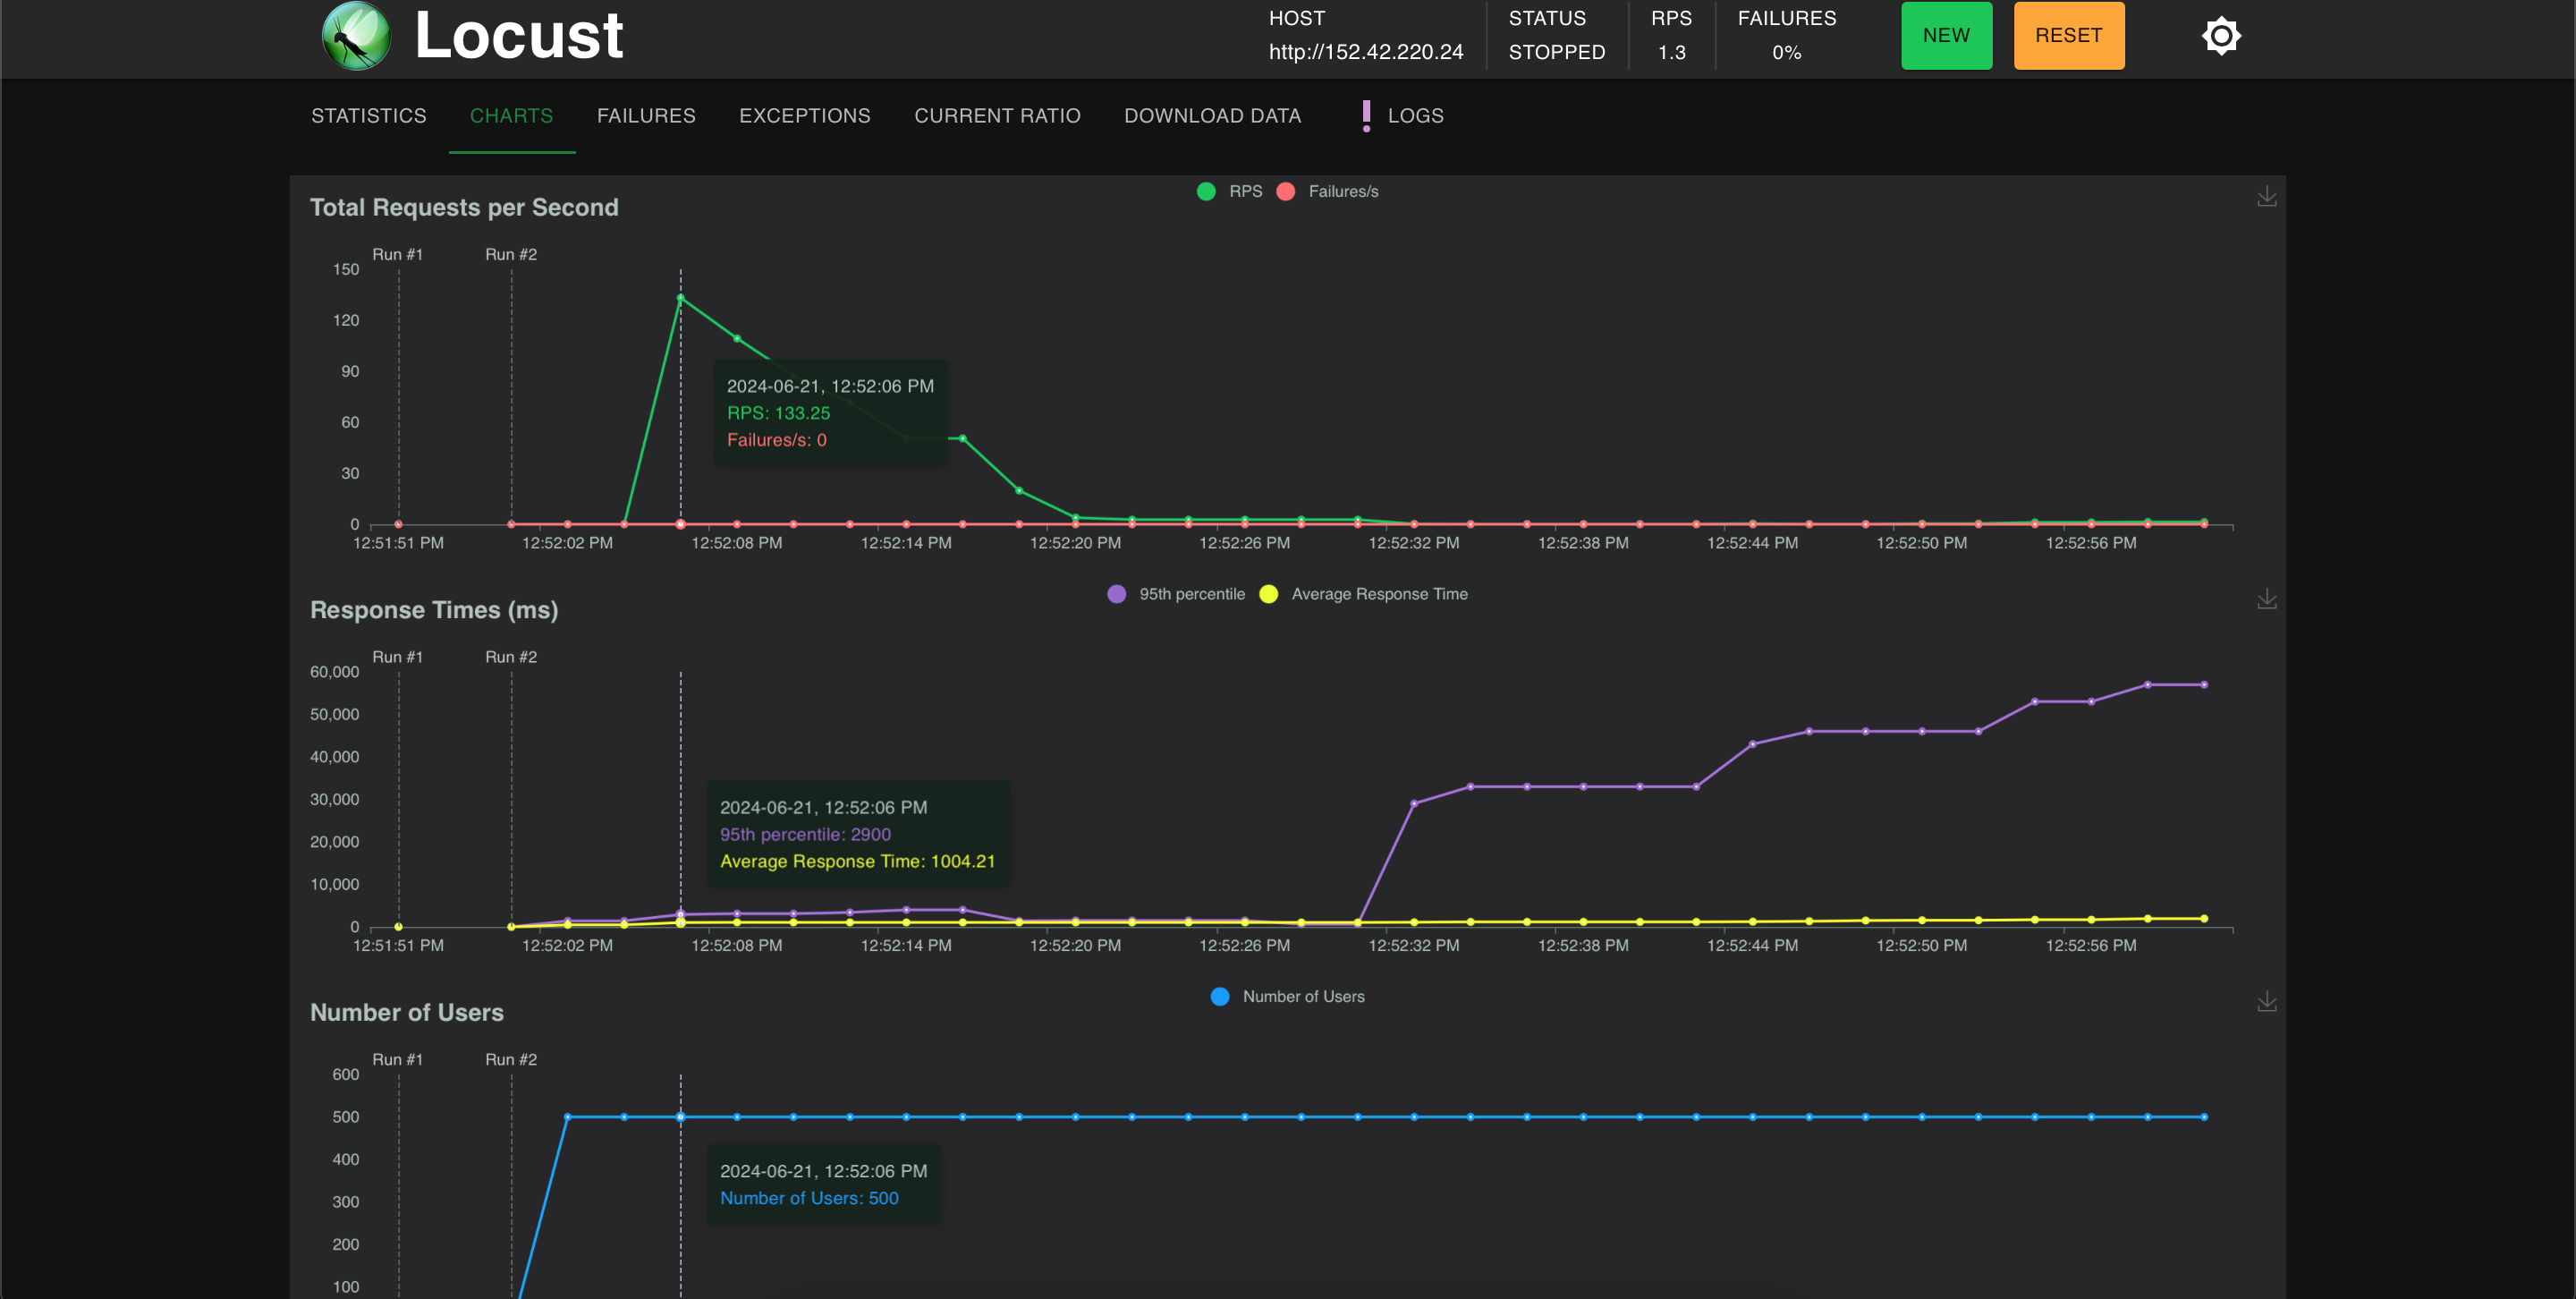 Locust
HOST
http://152.42.220.24
STATUS
STOPPED
RPS
1.3
FAILURES
0%
NEW
RESET
STATISTICS
CHARTS
FAILURES
EXCEPTIONS
CURRENT RATIO
DOWNLOAD DATA
LOGS
Total Requests per Second
RPS
Failures/s
Run #1
Run #2
150
120
90
60
30
0
2024-06-21, 12:52:06 PM
RPS: 133.25
Failures/s: 0
12:51:51 PM
12:52:02 PM
12:52:08 PM
12:52:14 PM
12:52:20 PM
12:52:26 PM
12:52:32 PM
12:52:38 PM
12:52:44 PM
12:52:50 PM
12:52:56 PM
Response Times (ms)
95th percentile
Average Response Time
Run #1
Run #2
60,000
50,000
40,000
30,000
20,000
10,000
0
2024-06-21, 12:52:06 PM
95th percentile: 2900
Average Response Time: 1004.21
12:51:51 PM
12:52:02 PM
12:52:08 PM
12:52:14 PM
12:52:20 PM
12:52:26 PM
12:52:32 PM
12:52:38 PM
12:52:44 PM
12:52:50 PM
12:52:56 PM
Number of Users
Number of Users
Run #1
Run #2
600
500
400
300
200
100
2024-06-21, 12:52:06 PM
Number of Users: 500